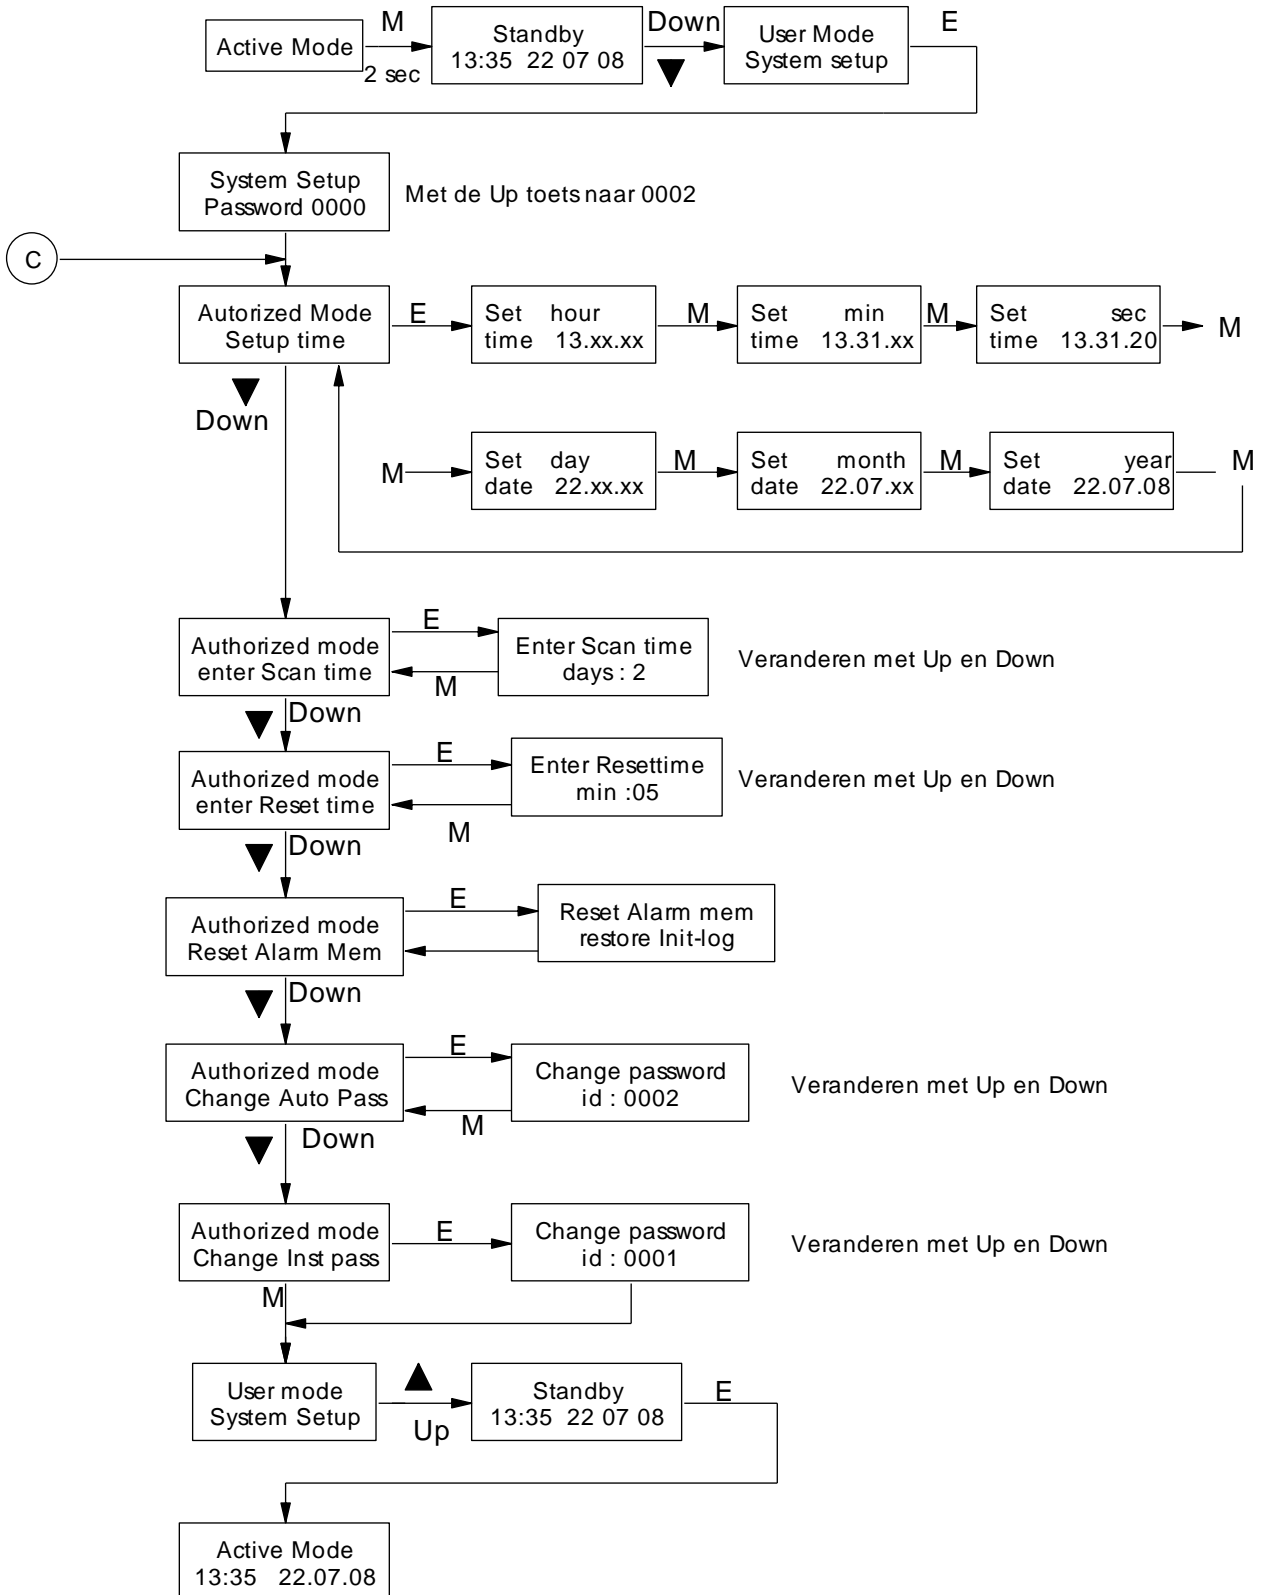 Active Mode
M
2 sec
Standby
13:35 22 07 08
Down
User Mode
System setup
E
System Setup
Password 0000
Met de Up toets naar 0002
C
Autorized Mode
Setup time
E
Set hour
time 13.xx.xx
M
Set min
time 13.31.xx
M
Set sec
time 13.31.20
M
Down
M
Set day
date 22.xx.xx
M
Set month
date 22.07.xx
M
Set year
date 22.07.08
M
Authorized mode
enter Scan time
E
M
Enter Scan time
days : 2
Veranderen met Up en Down
Down
Authorized mode
enter Reset time
E
M
Enter Resettime
min :05
Veranderen met Up en Down
Down
Authorized mode
Reset Alarm Mem
E
Reset Alarm mem
restore Init-log
Down
Authorized mode
Change Auto Pass
E
M
Change password
id : 0002
Veranderen met Up en Down
Down
Authorized mode
Change Inst pass
E
Change password
id : 0001
Veranderen met Up en Down
M
User mode
System Setup
Up
Standby
13:35 22 07 08
E
Active Mode
13:35 22.07.08